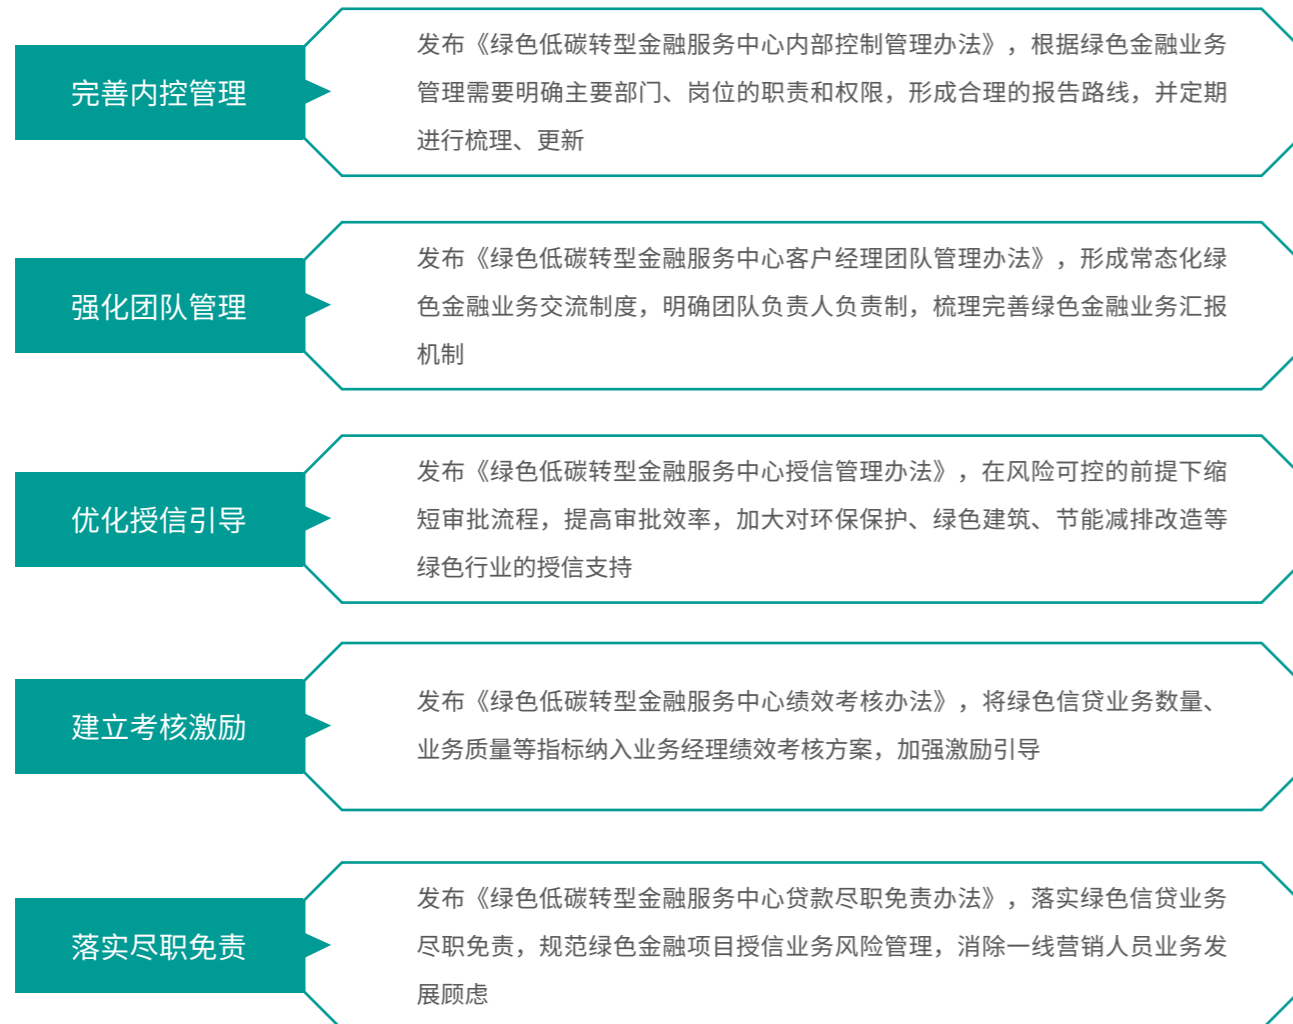 完善内控管理
发布《绿色低碳转型金融服务中心内部控制管理办法》，根据绿色金融业务
管理需要明确主要部门、岗位的职责和权限，形成合理的报告路线，并定期
进行梳理、更新
强化团队管理
发布《绿色低碳转型金融服务中心客户经理团队管理办法》，形成常态化绿
色金融业务交流制度，明确团队负责人负责制，梳理完善绿色金融业务汇报
机制
优化授信引导
发布《绿色低碳转型金融服务中心授信管理办法》，在风险可控的前提下缩
短审批流程，提高审批效率，加大对环保保护、绿色建筑、节能减排改造等
绿色行业的授信支持
建立考核激励
发布《绿色低碳转型金融服务中心绩效考核办法》，将绿色信贷业务数量、
业务质量等指标纳入业务经理绩效考核方案，加强激励引导
落实尽职免责
发布《绿色低碳转型金融服务中心贷款尽职免责办法》，落实绿色信贷业务
尽职免责，规范绿色金融项目授信业务风险管理，消除一线营销人员业务发
展顾虑